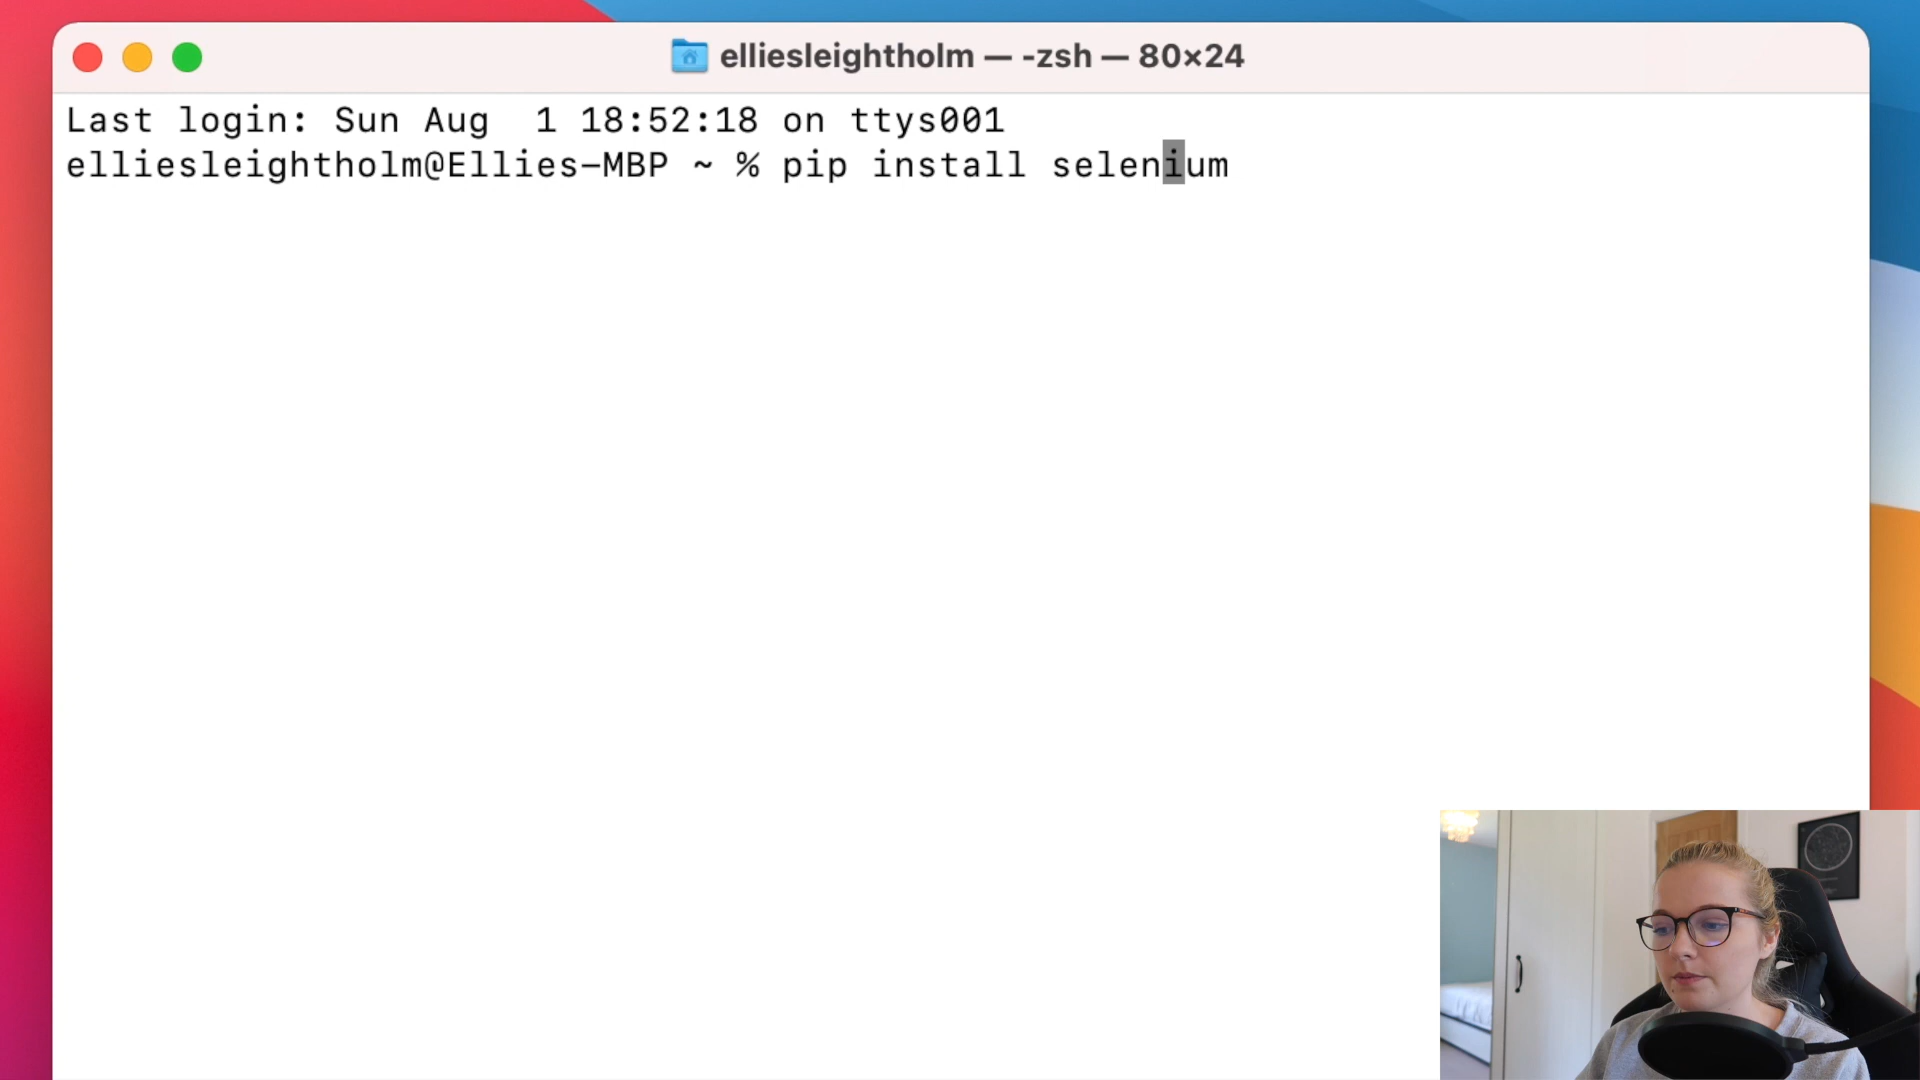 elliesleightholm — -zsh — 80×24
Last login: Sun Aug  1 18:52:18 on ttys001
elliesleightholm@Ellies-MBP ~ % pip install selenium